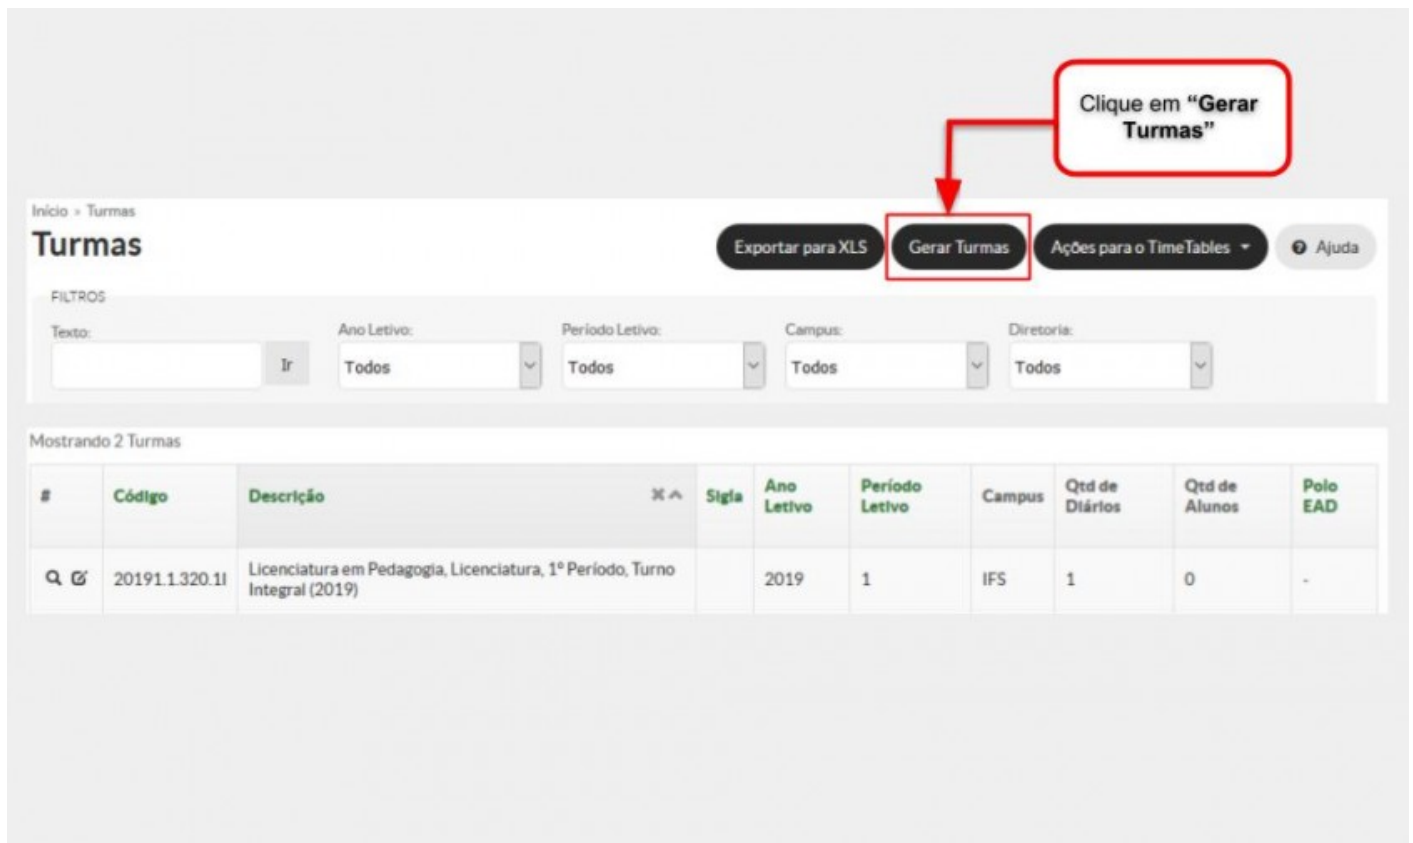 Clique em “Gerar
Turmas”
Início » Turmas
Turmas
Exportar para XLS
Gerar Turmas
Ações para o TimeTables
Ajuda
FILTROS
Texto:
Ano Letivo:
Período Letivo:
Campus:
Diretoria:
Ir
Todos
Todos
Todos
Todos
Mostrando 2 Turmas
#
Código
Descrição
Sigla
Ano
Letivo
Período
Letivo
Campus
Qtd de
Diários
Qtd de
Alunos
Polo
EAD
20191.1.320.1I
Licenciatura em Pedagogia, Licenciatura, 1º Período, Turno
Integral (2019)
2019
1
IFS
1
0
-